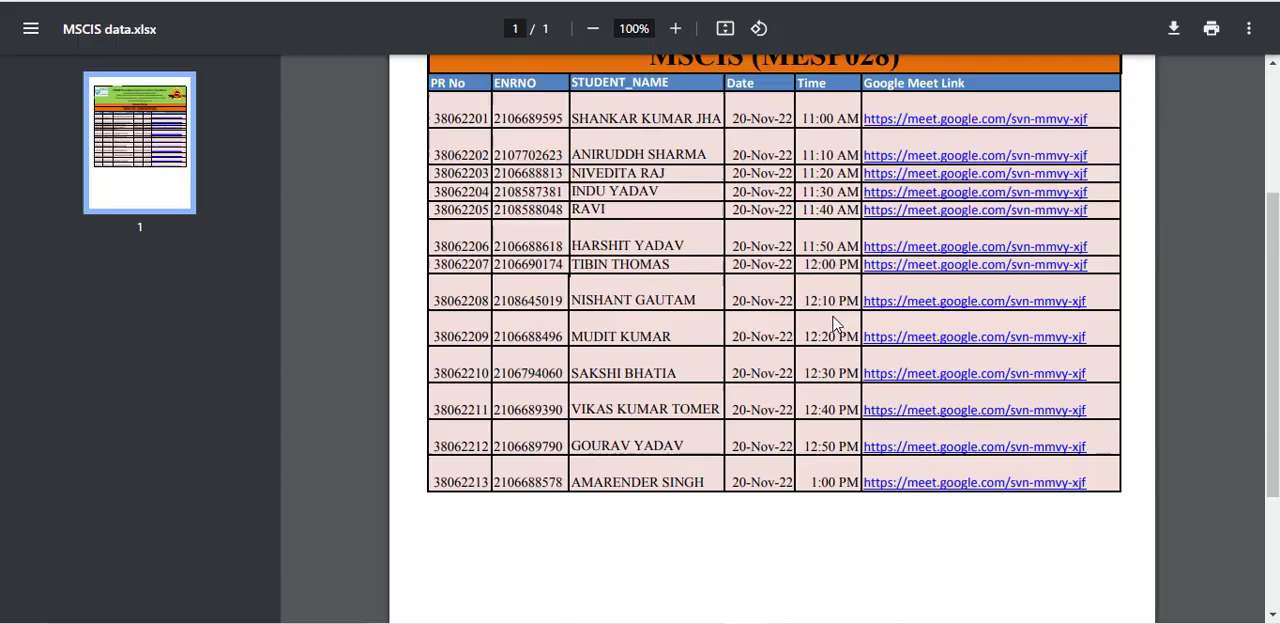 MSCIS data.xlsx 1 / 1 100%
MSCIS (MESP028)
PR No ENRNO STUDENT_NAME Date Time Google Meet Link
38062201 2106689595 SHANKAR KUMAR JHA 20-Nov-22 11:00 AM https://meet.google.com/svn-mmvy-xjf
38062202 2107702623 ANIRUDDH SHARMA 20-Nov-22 11:10 AM https://meet.google.com/svn-mmvy-xjf
38062203 2106688813 NIVEDITA RAJ 20-Nov-22 11:20 AM https://meet.google.com/svn-mmvy-xjf
38062204 2108587381 INDU YADAV 20-Nov-22 11:30 AM https://meet.google.com/svn-mmvy-xjf
38062205 2108588048 RAVI 20-Nov-22 11:40 AM https://meet.google.com/svn-mmvy-xjf
38062206 2106688618 HARSHIT YADAV 20-Nov-22 11:50 AM https://meet.google.com/svn-mmvy-xjf
38062207 2106690174 TIBIN THOMAS 20-Nov-22 12:00 PM https://meet.google.com/svn-mmvy-xjf
38062208 2108645019 NISHANT GAUTAM 20-Nov-22 12:10 PM https://meet.google.com/svn-mmvy-xjf
38062209 2106688496 MUDIT KUMAR 20-Nov-22 12:20 PM https://meet.google.com/svn-mmvy-xjf
38062210 2106794060 SAKSHI BHATIA 20-Nov-22 12:30 PM https://meet.google.com/svn-mmvy-xjf
38062211 2106689390 VIKAS KUMAR TOMER 20-Nov-22 12:40 PM https://meet.google.com/svn-mmvy-xjf
38062212 2106689790 GOURAV YADAV 20-Nov-22 12:50 PM https://meet.google.com/svn-mmvy-xjf
38062213 2106688578 AMARENDER SINGH 20-Nov-22 1:00 PM https://meet.google.com/svn-mmvy-xjf
1